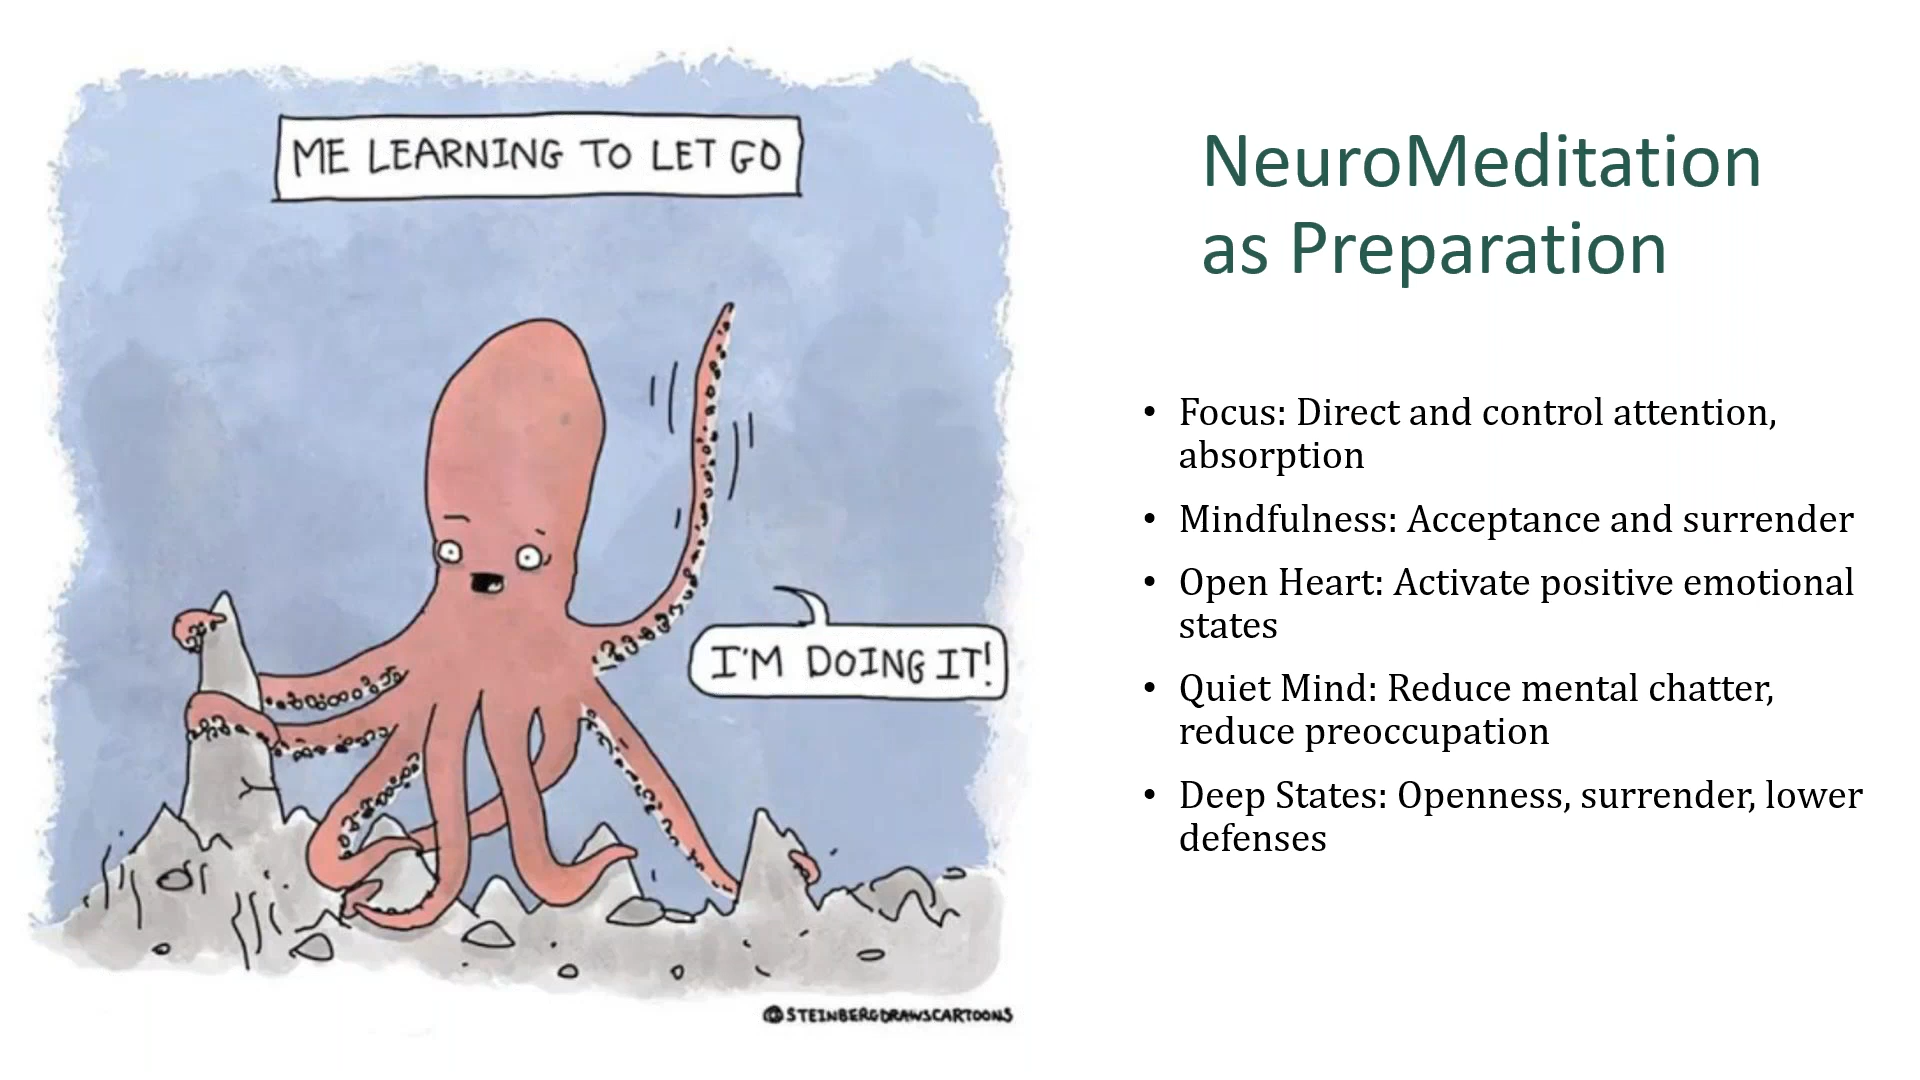 ME LEARNING TO LET GO
I'M DOING IT!
©STEINBERGDRAWSCARTOONS
NeuroMeditation
as Preparation
• Focus: Direct and control attention,
absorption
• Mindfulness: Acceptance and surrender
• Open Heart: Activate positive emotional
states
• Quiet Mind: Reduce mental chatter,
reduce preoccupation
• Deep States: Openness, surrender, lower
defenses